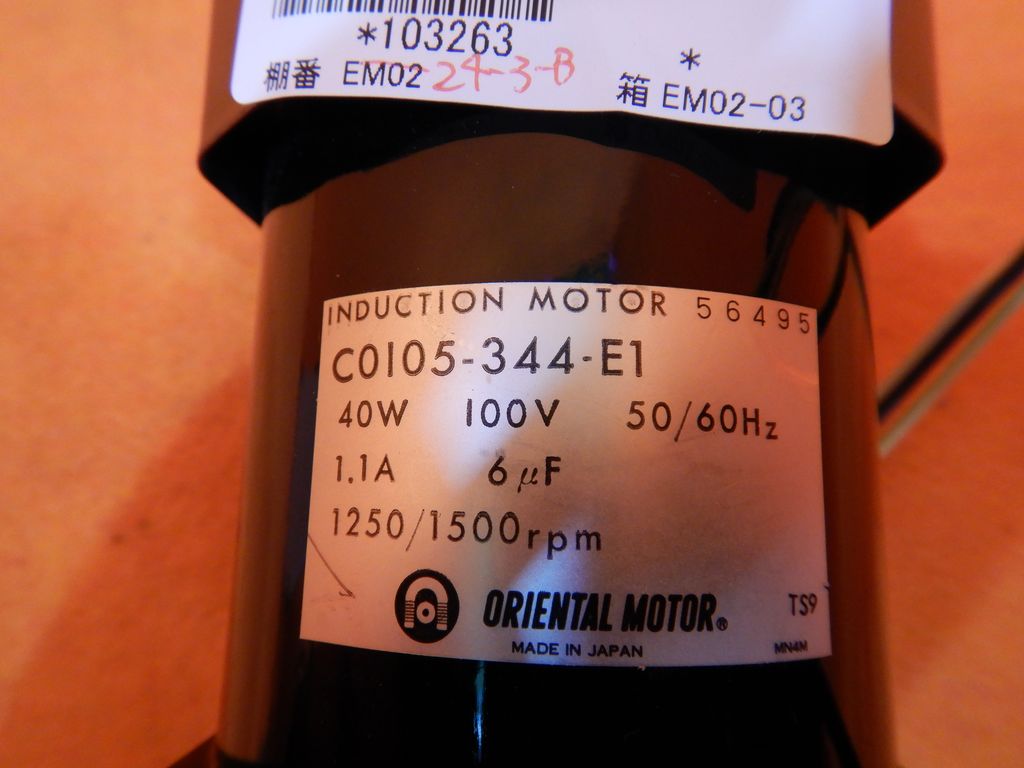 *103263 *
棚番 EM02-24-3-B 箱 EM02-03
INDUCTION MOTOR 56495
C0105-344-E1
40W 100V 50/60Hz
1.1A 6μF
1250/1500rpm
ORIENTAL MOTOR® TS9
MADE IN JAPAN MN4M